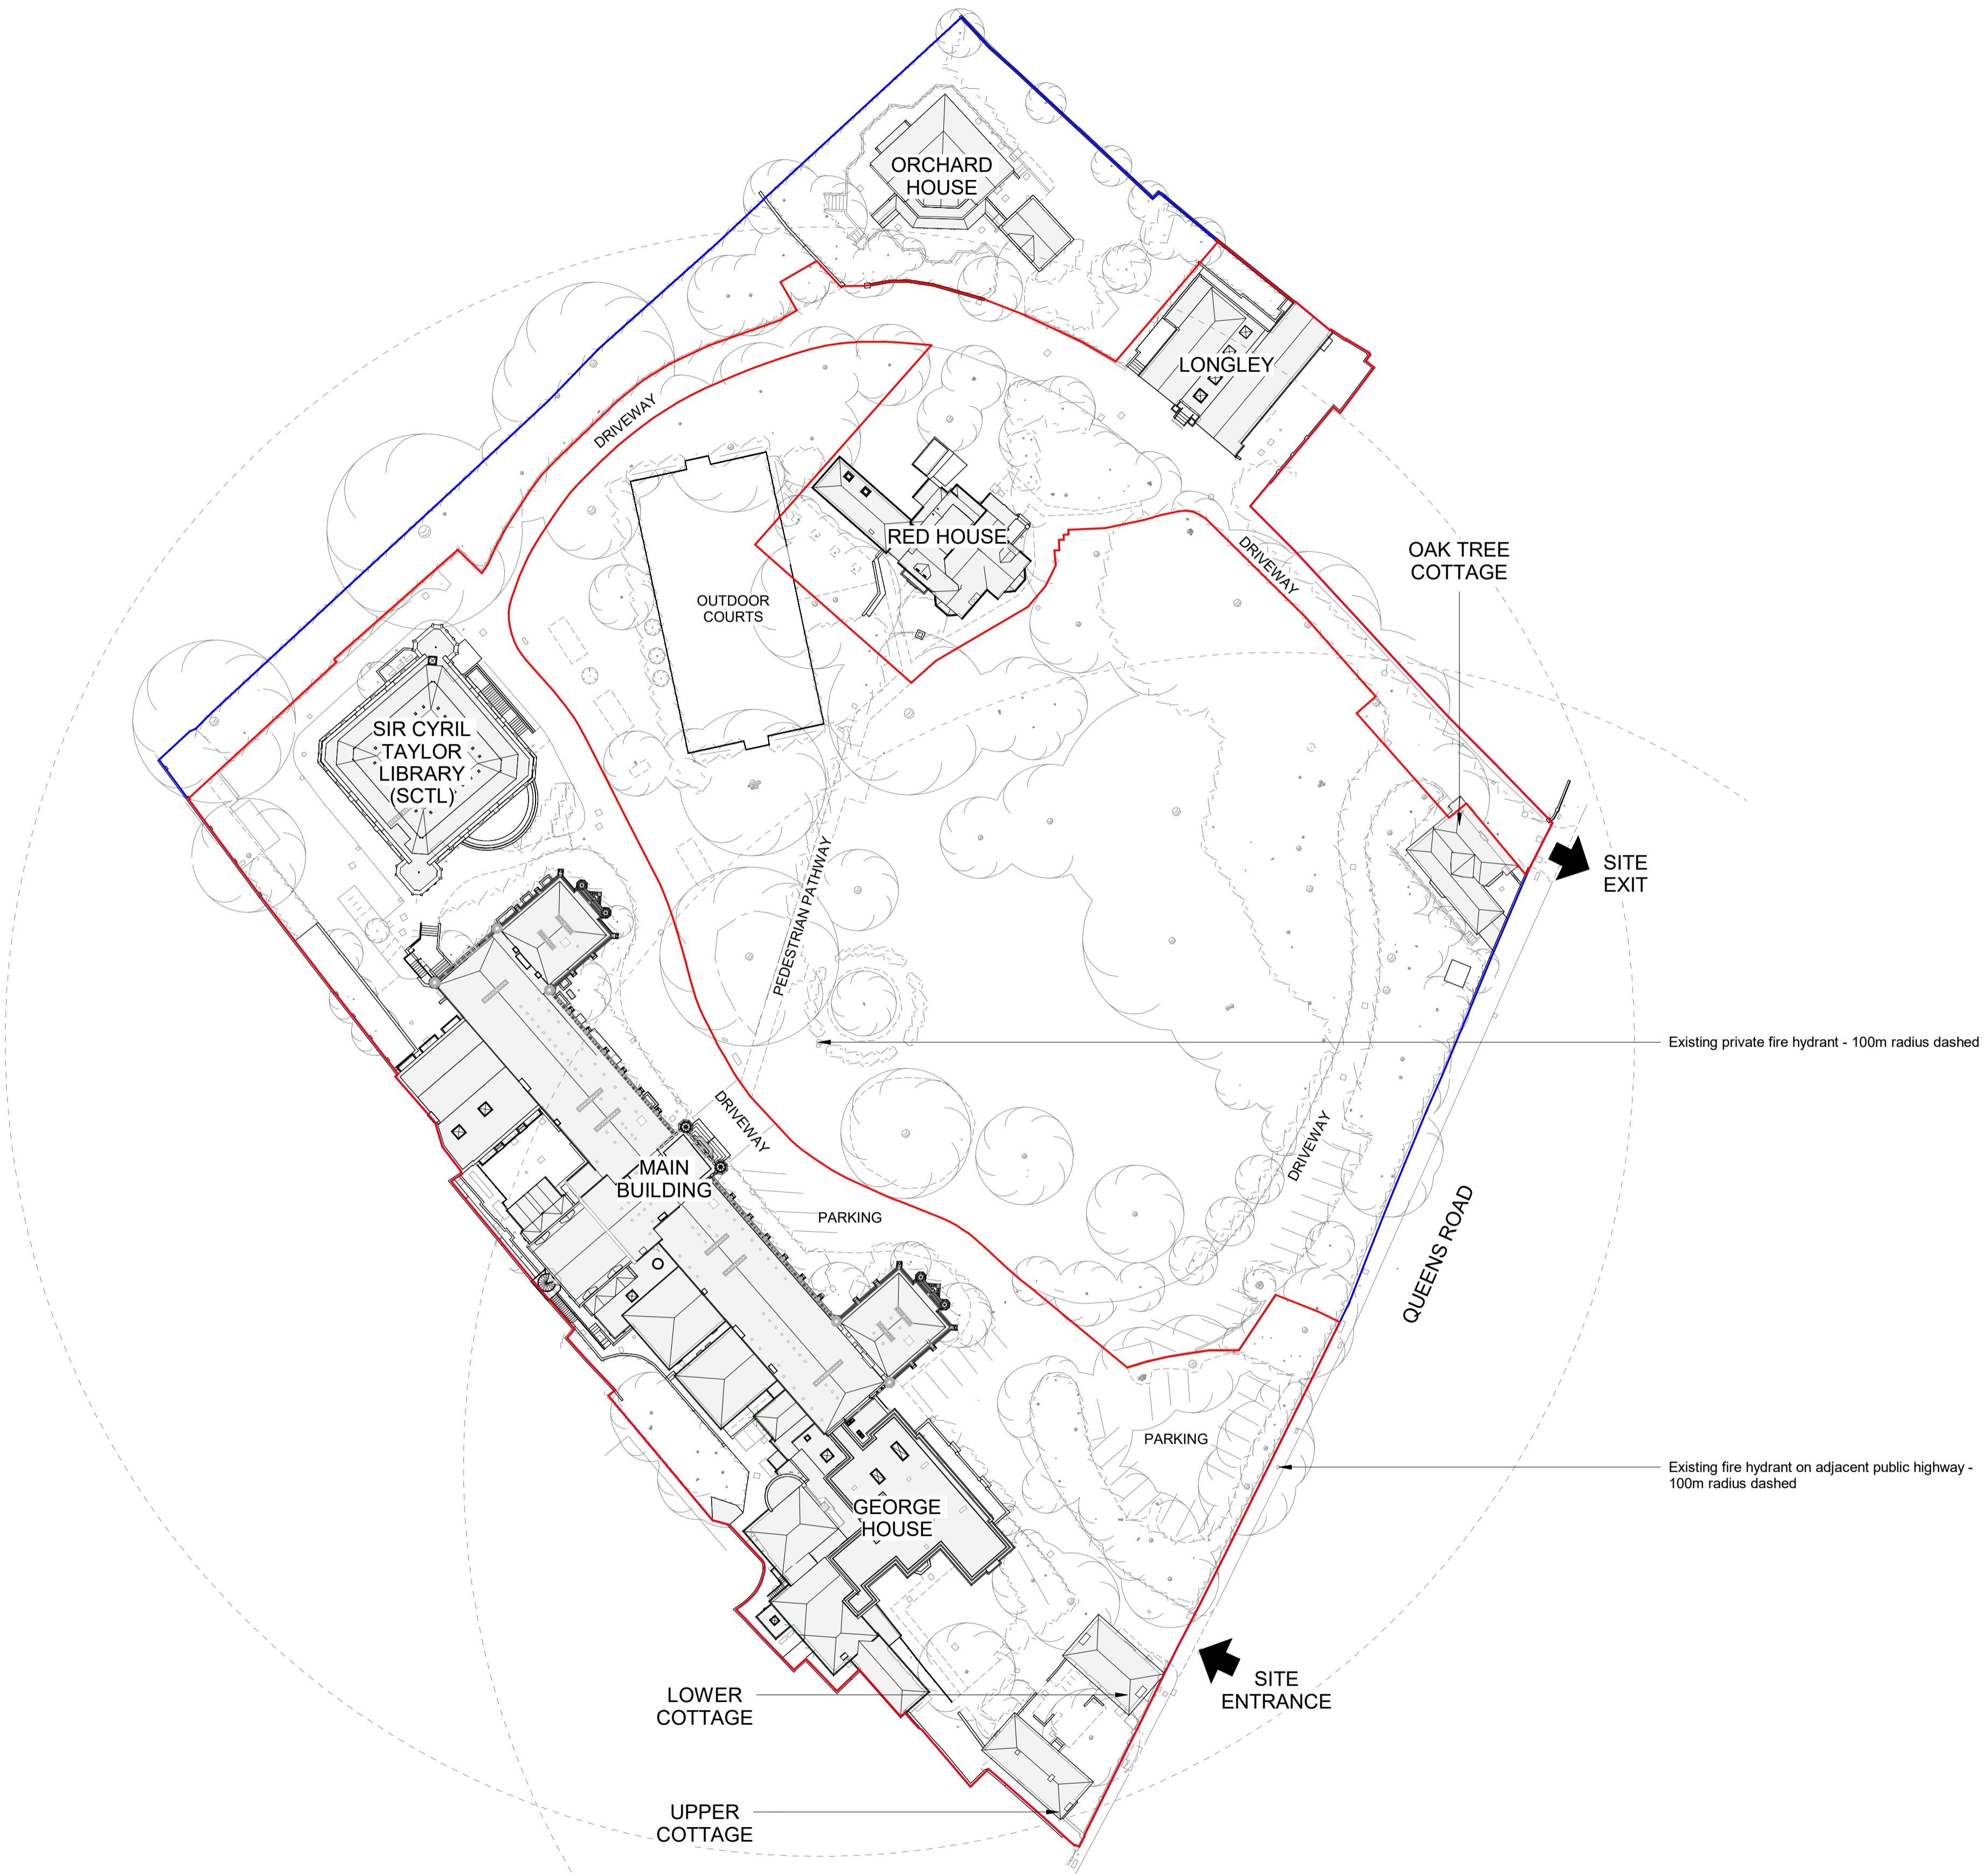 ORCHARD
HOUSE
LONGLEY
DRIVEWAY
RED HOUSE
OAK TREE
COTTAGE
DRIVEWAY
OUTDOOR
COURTS
SIR CYRIL
TAYLOR
LIBRARY
(SCTL)
SITE
EXIT
PEDESTRIAN PATHWAY
Existing private fire hydrant - 100m radius dashed
DRIVEWAY
DRIVEWAY
MAIN
BUILDING
PARKING
QUEENS ROAD
PARKING
Existing fire hydrant on adjacent public highway -
100m radius dashed
GEORGE
HOUSE
SITE
ENTRANCE
LOWER
COTTAGE
UPPER
COTTAGE